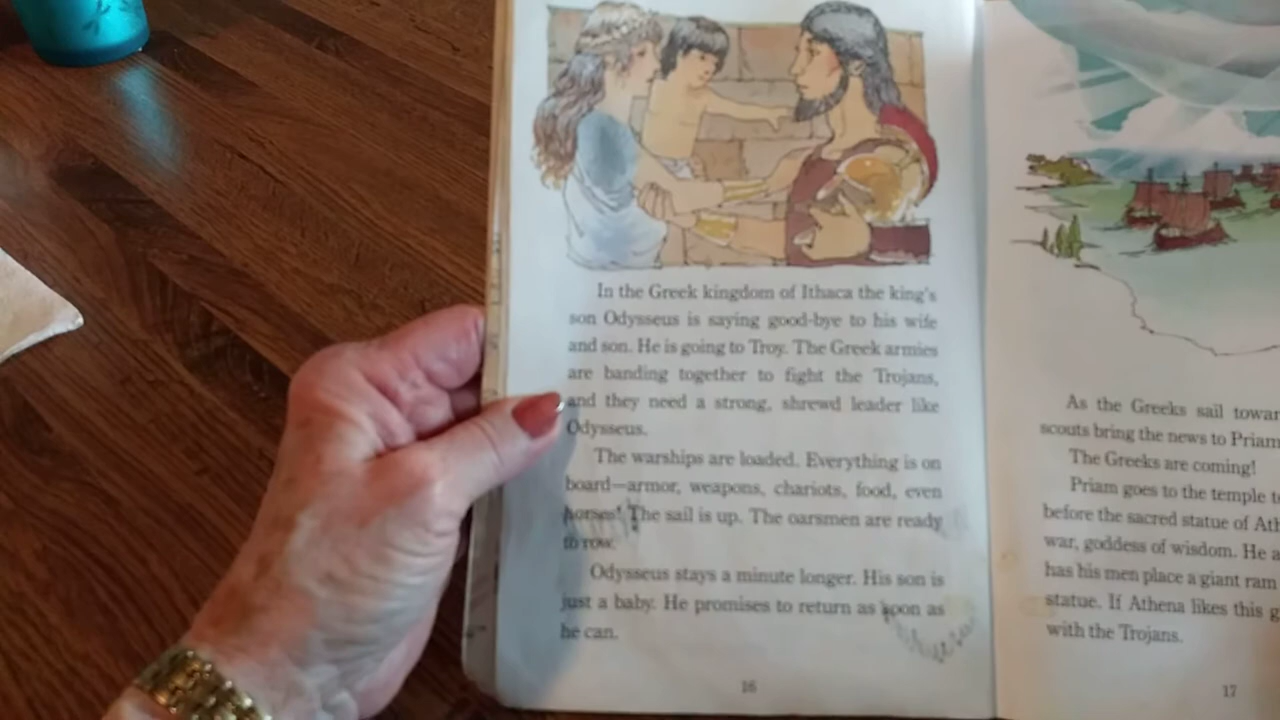 In the Greek kingdom of Ithaca the king's
son Odysseus is saying good-bye to his wife
and son. He is going to Troy. The Greek armies
are banding together to fight the Trojans,
and they need a strong, shrewd leader like
Odysseus.
The warships are loaded. Everything is on
board—armor, weapons, chariots, food, even
horses! The sail is up. The oarsmen are ready
to row.
Odysseus stays a minute longer. His son is
just a baby. He promises to return as soon as
he can.
16
As the Greeks sail towar
scouts bring the news to Priam
The Greeks are coming!
Priam goes to the temple t
before the sacred statue of Ath
war, goddess of wisdom. He a
has his men place a giant ram
statue. If Athena likes this g
with the Trojans.
17